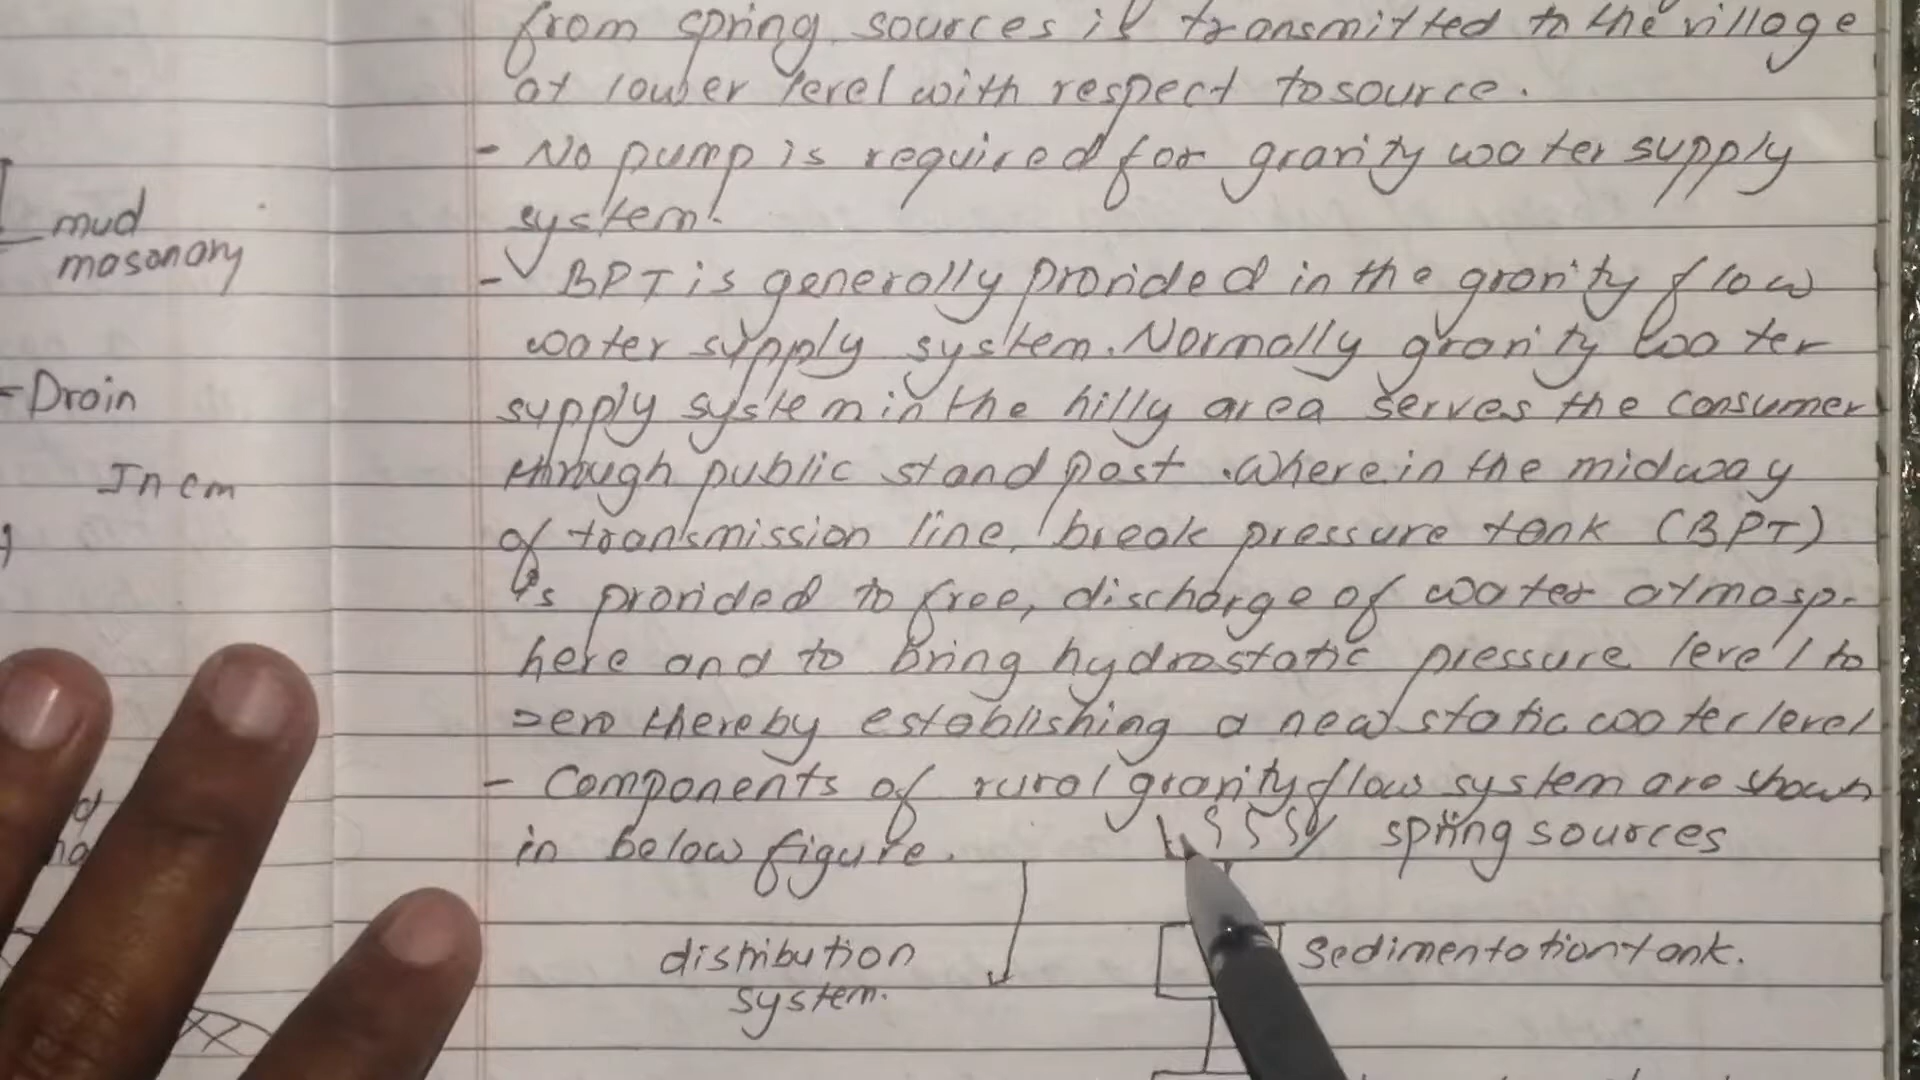 from spring sources is transmitted to the village
at lower level with respect to source.
- No pump is required for gravity water supply
system.
- BPT is generally provided in the gravity flow
water supply system. Normally gravity water
supply system in the hilly area serves the consumer
through public stand post. Where in the midway
of transmission line, break pressure tank (BPT)
is provided to free, discharge of water atmosp-
here and to bring hydrostatic pressure level to
zero thereby establishing a new static water level
- Components of rural gravity flow system are shown
in below figure.
spring sources
distribution
system.
Sedimentation tank.
mud
masonary
Drain
In cm